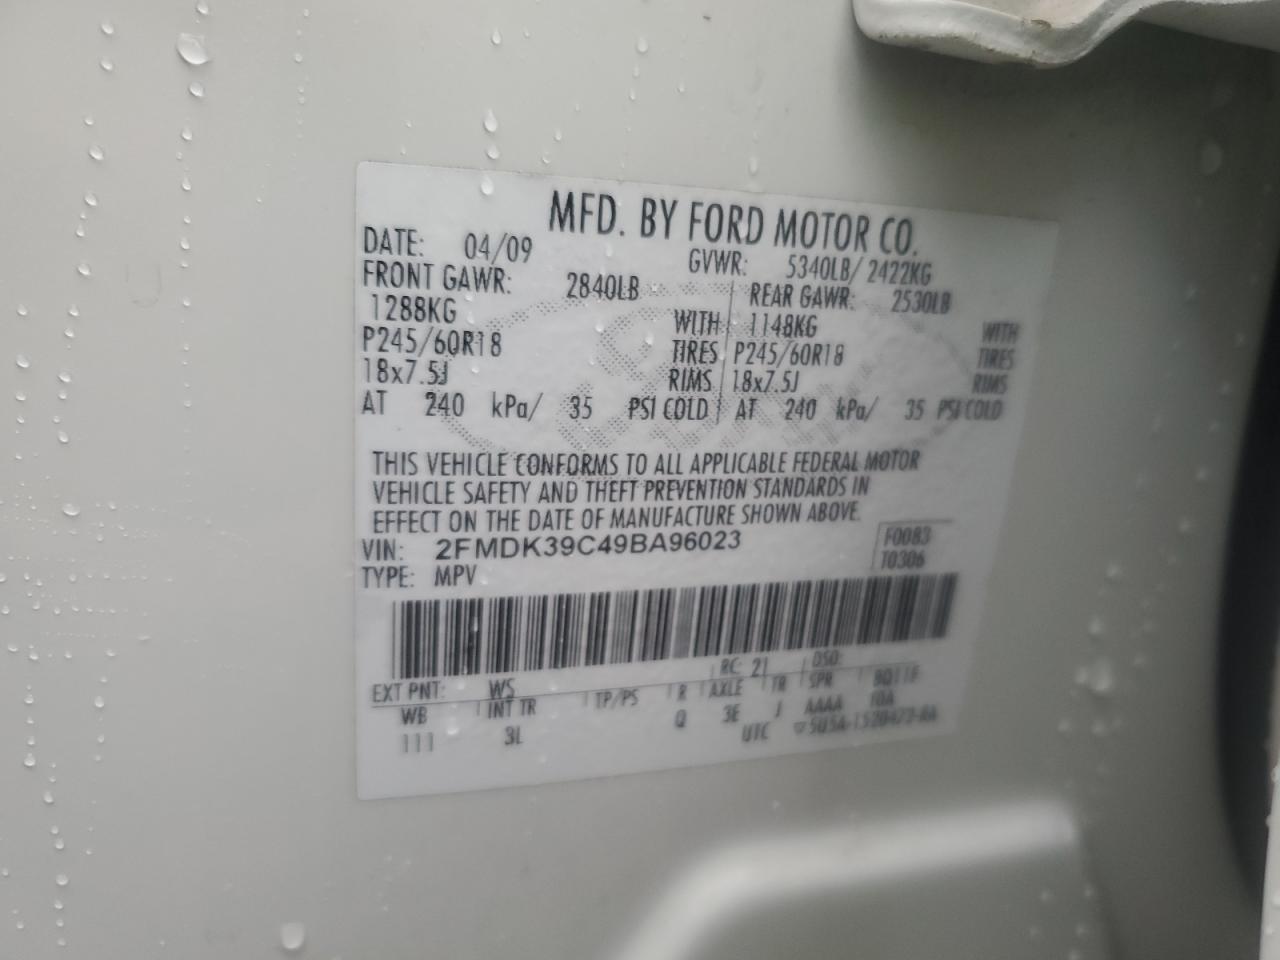 MFD. BY FORD MOTOR CO.
DATE: 04/09 GVWR: 5340LB/ 2422KG
FRONT GAWR: 2840LB REAR GAWR: 2530LB
1288KG WITH 1148KG WITH
P245/60R18 TIRES P245/60R18 TIRES
18x7.5J RIMS 18x7.5J RIMS
AT 240 kPa/ 35 PSI COLD AT 240 kPa/ 35 PSI COLD
THIS VEHICLE CONFORMS TO ALL APPLICABLE FEDERAL MOTOR
VEHICLE SAFETY AND THEFT PREVENTION STANDARDS IN
EFFECT ON THE DATE OF MANUFACTURE SHOWN ABOVE.
VIN: 2FMDK39C49BA96023 F0083
TYPE: MPV T0306
EXT PNT: WS RC: 21 DSO:
WB INT TR TP/PS R AXLE TR SPR
111 3L Q 3E J AAAA
UTC